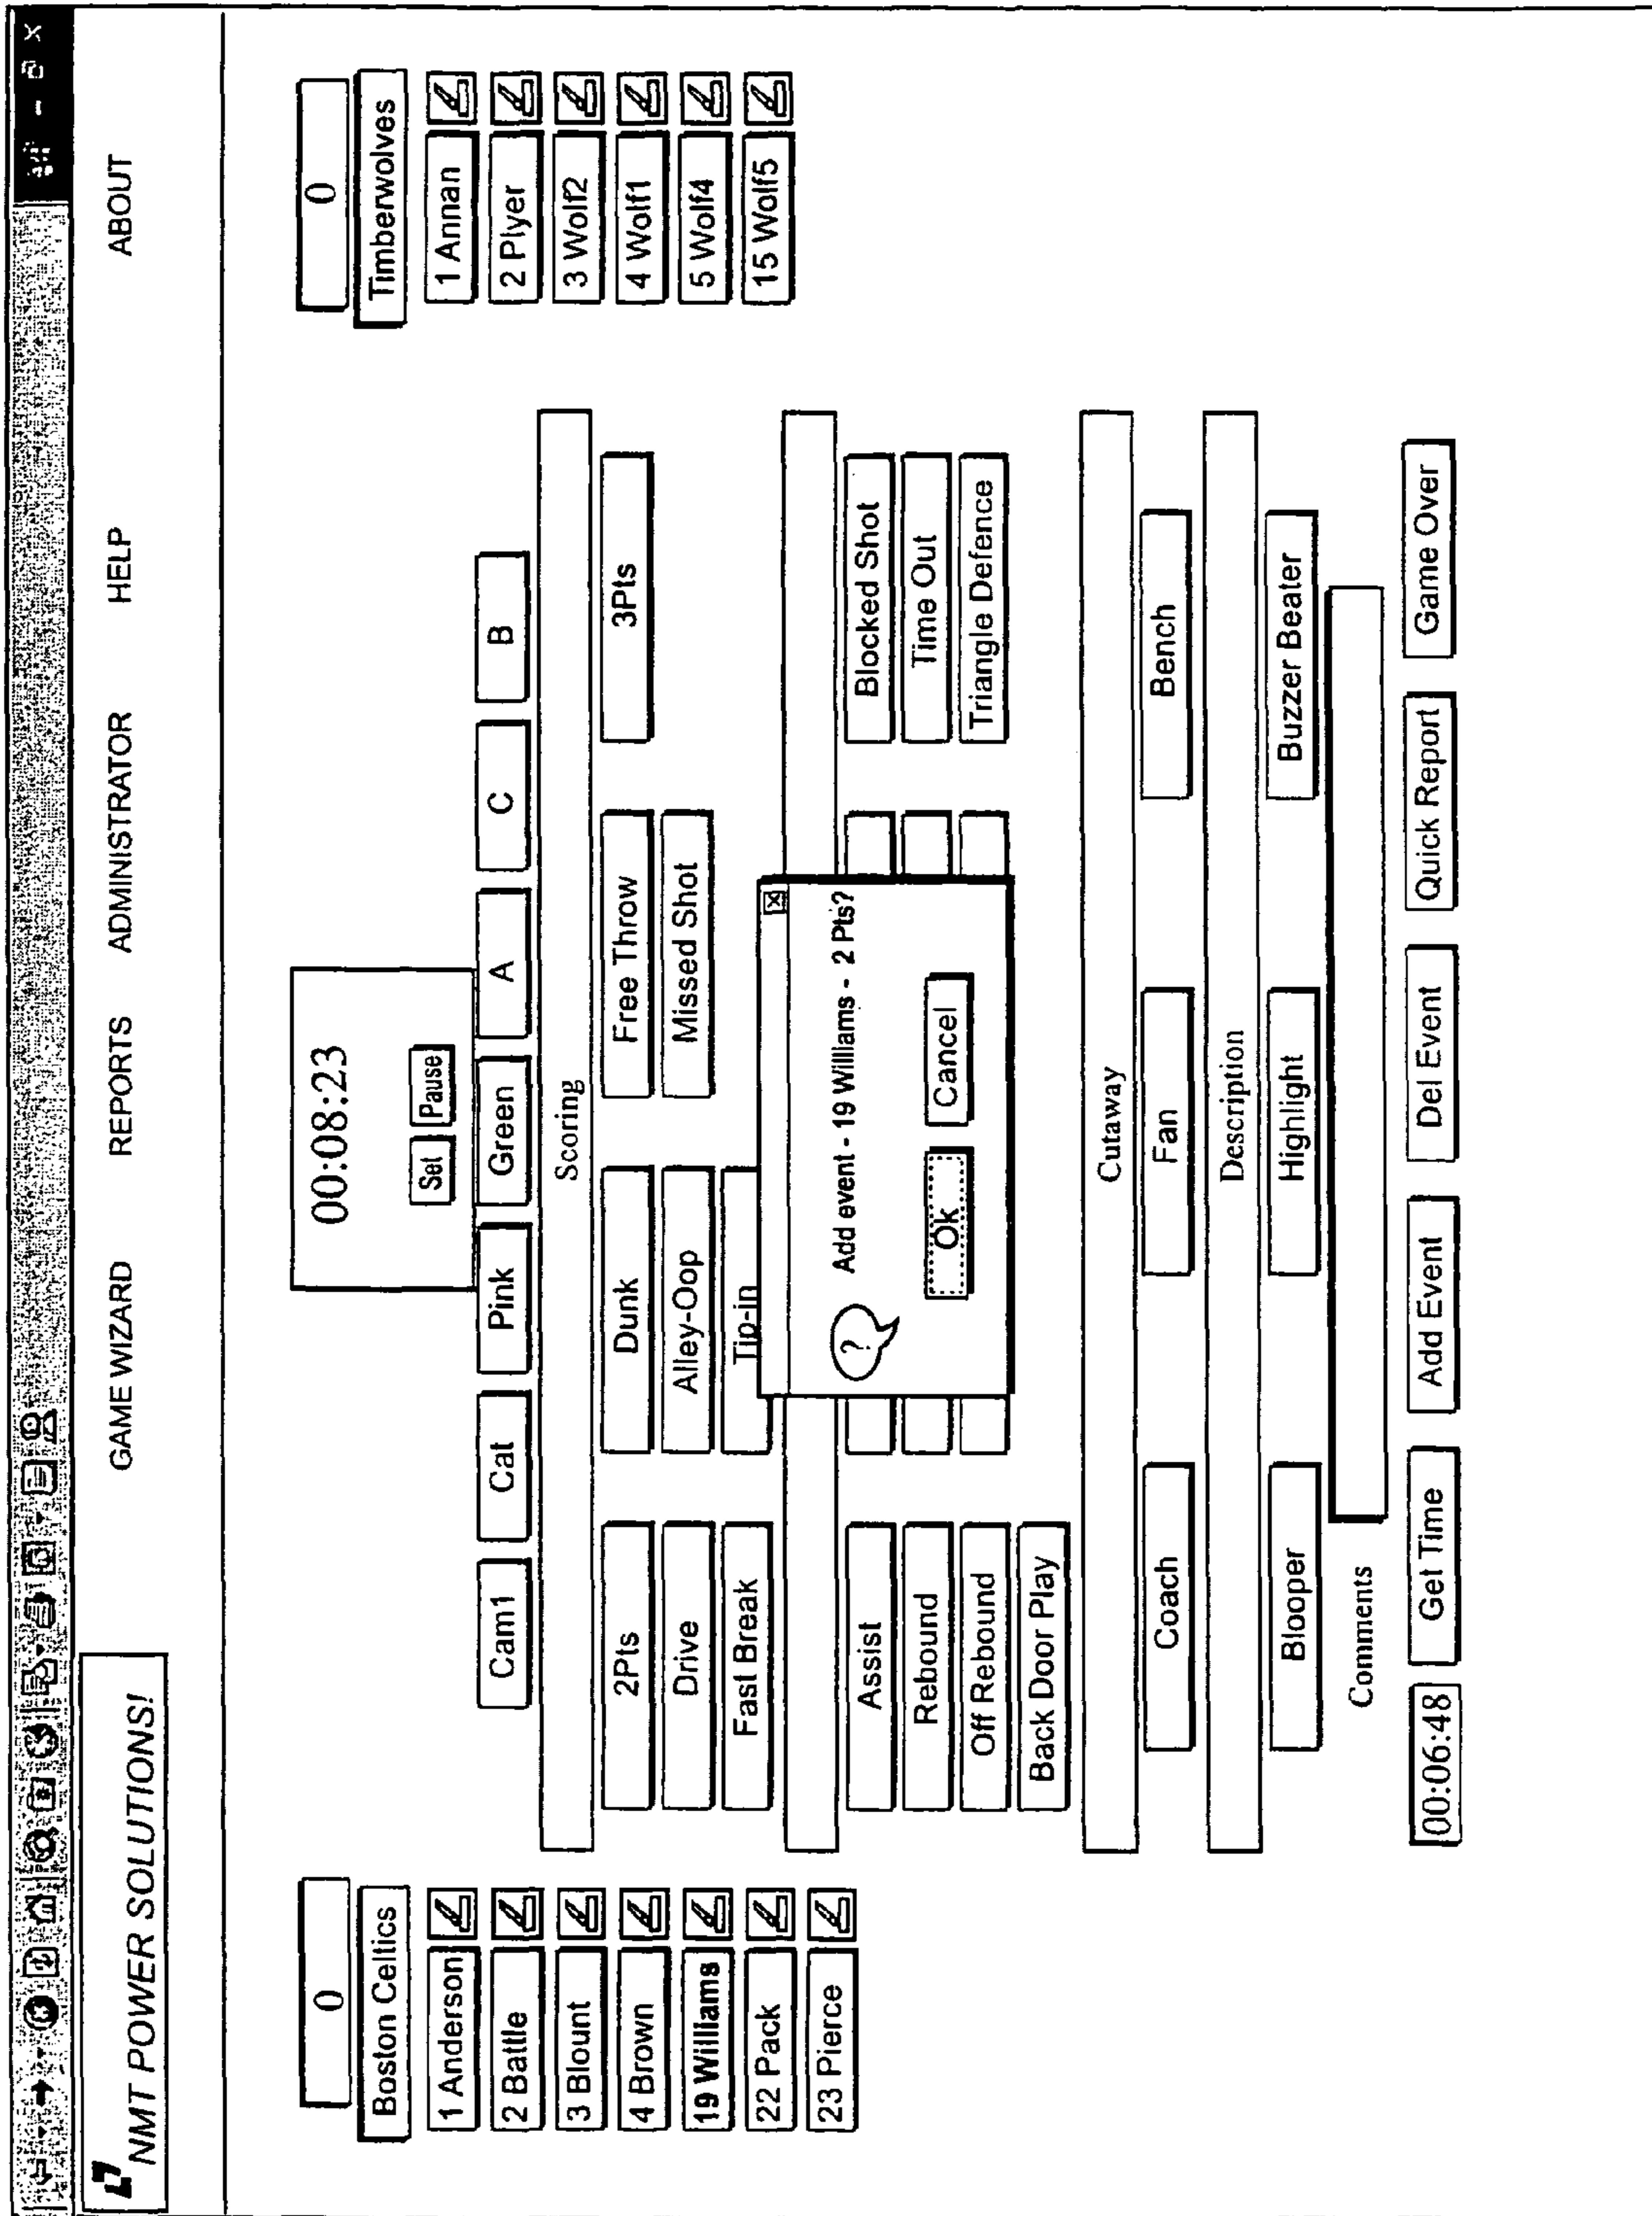 NMT POWER SOLUTIONS!
GAME WIZARD REPORTS ADMINISTRATOR HELP ABOUT
0
Boston Celtics
1 Anderson
2 Battle
3 Blount
4 Brown
19 Williams
22 Pack
23 Pierce
00:08:23
Set Pause
Cam1 Cat Pink Green A C B
Scoring
2Pts Dunk Free Throw 3Pts
Drive Alley-Oop Missed Shot
Fast Break Tip-in
Add event - 19 Williams - 2 Pts?
?
Ok Cancel
Assist Blocked Shot
Rebound Time Out
Off Rebound Triangle Defence
Back Door Play
Cutaway
Coach Fan Bench
Description
Blooper Highlight Buzzer Beater
Comments
00:06:48 Get Time Add Event Del Event Quick Report Game Over
0
Timberwolves
1 Annan
2 Plyer
3 Wolf2
4 Wolf1
5 Wolf4
15 Wolf5